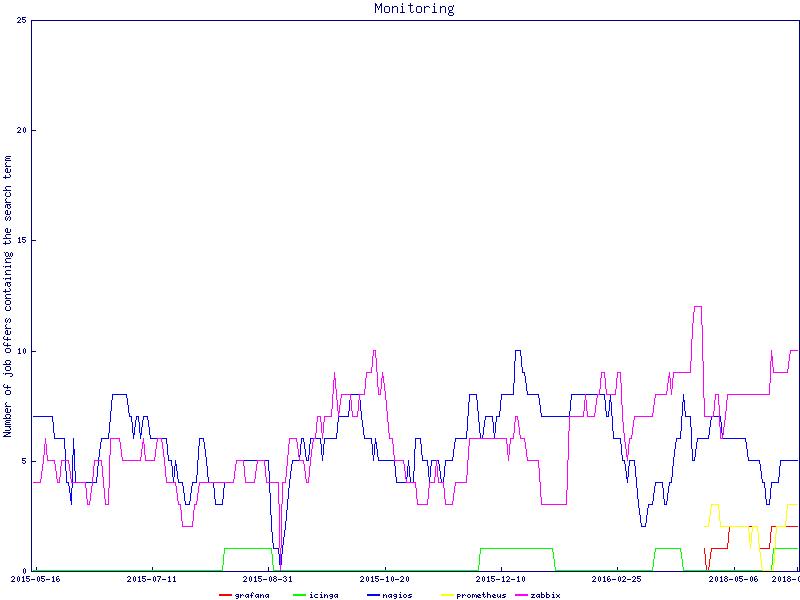 Monitoring
Number of job offers containing the search term
25
20
15
10
5
0
2015-05-16 2015-07-11 2015-08-31 2015-10-20 2015-12-10 2016-02-25 2018-05-06 2018-0
grafana icinga nagios prometheus zabbix